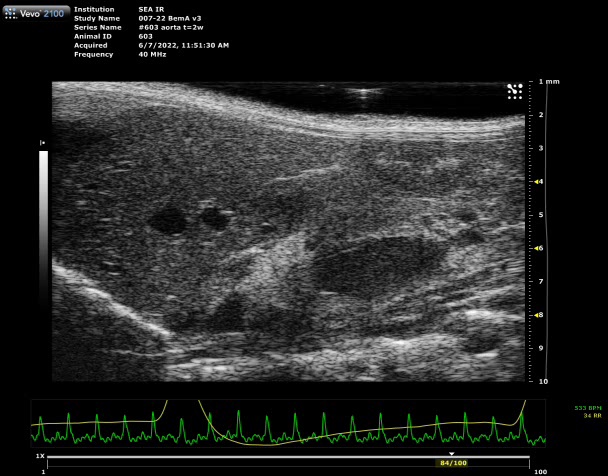 Vevo 2100
Institution SEA IR
Study Name 007-22 BemA v3
Series Name #603 aorta t=2w
Animal ID 603
Acquired 6/7/2022, 11:51:30 AM
Frequency 40 MHz
1 mm
2
3
4
5
6
7
8
9
10
533 BPM
34 RR
1X
84/100
1
100